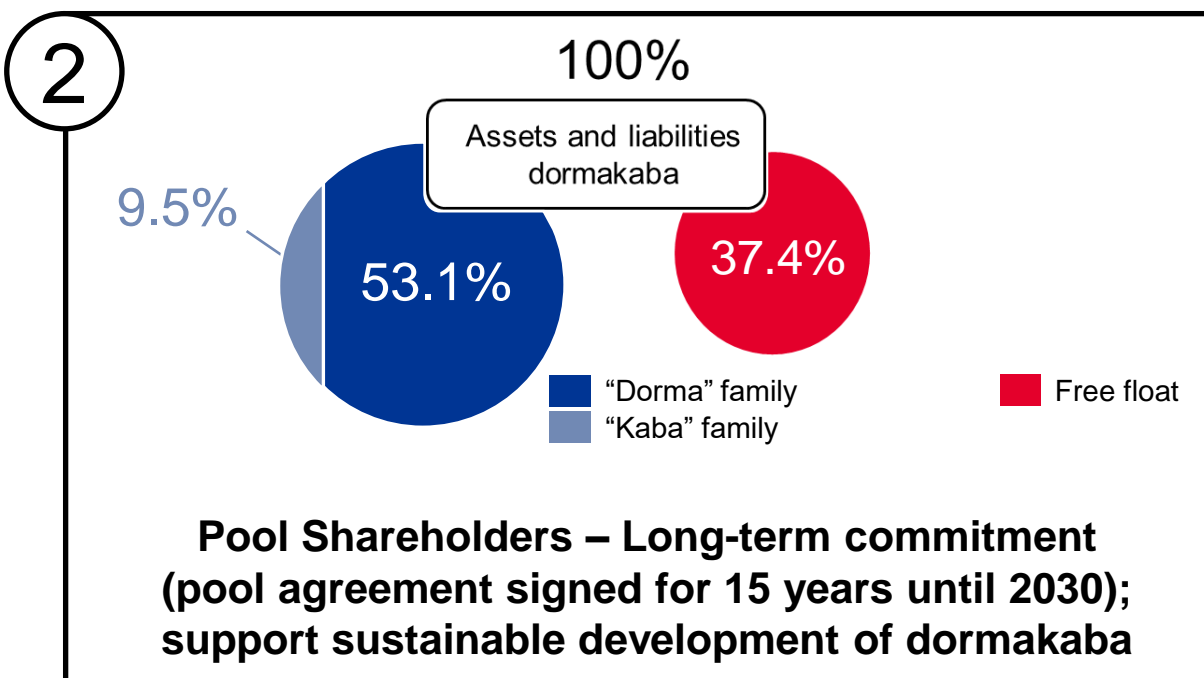 2
100%
Assets and liabilities
dormakaba
9.5%
53.1%
37.4%
“Dorma” family
“Kaba” family
Free float
Pool Shareholders – Long-term commitment
(pool agreement signed for 15 years until 2030);
support sustainable development of dormakaba